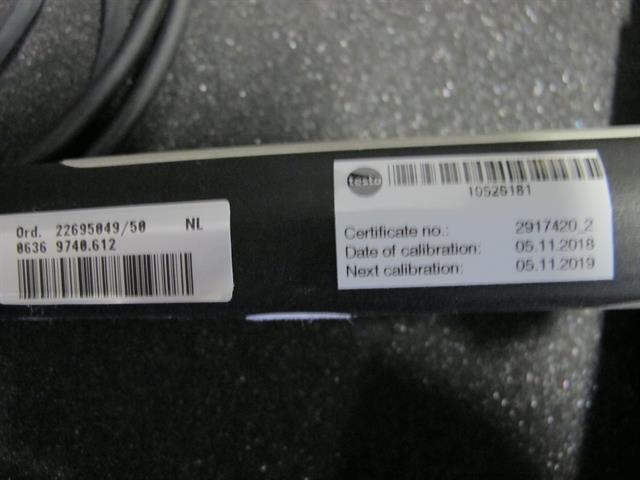 Ord. 22695049/50 NL
0636 9740.612
testo
10525181
Certificate no.: 2917420_2
Date of calibration: 05.11.2018
Next calibration: 05.11.2019